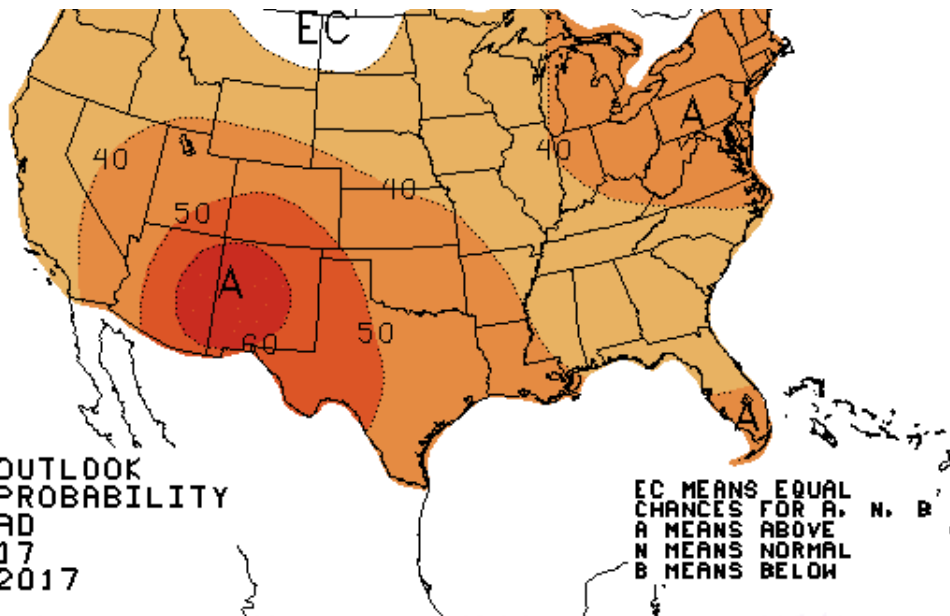 EC
A
40
40
40
50
A
50
60
A
OUTLOOK
PROBABILITY
AD
17
2017
EC MEANS EQUAL
CHANCES FOR A, N, B
A MEANS ABOVE
N MEANS NORMAL
B MEANS BELOW